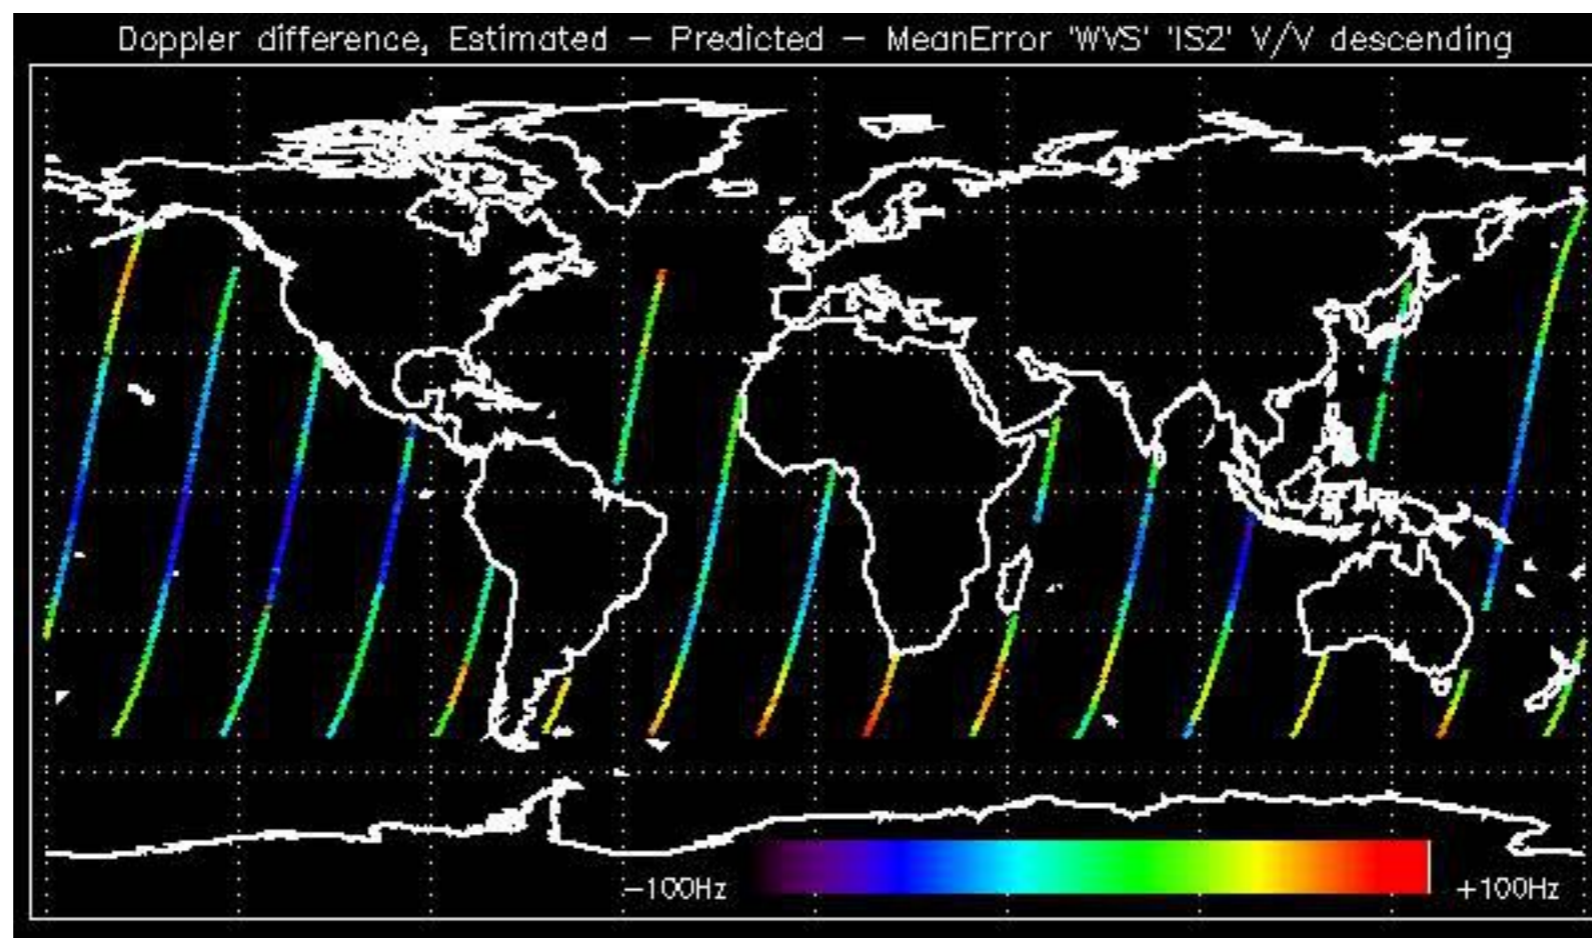 Doppler difference, Estimated – Predicted – MeanError 'WVS' 'IS2' V/V descending
–100Hz
+100Hz